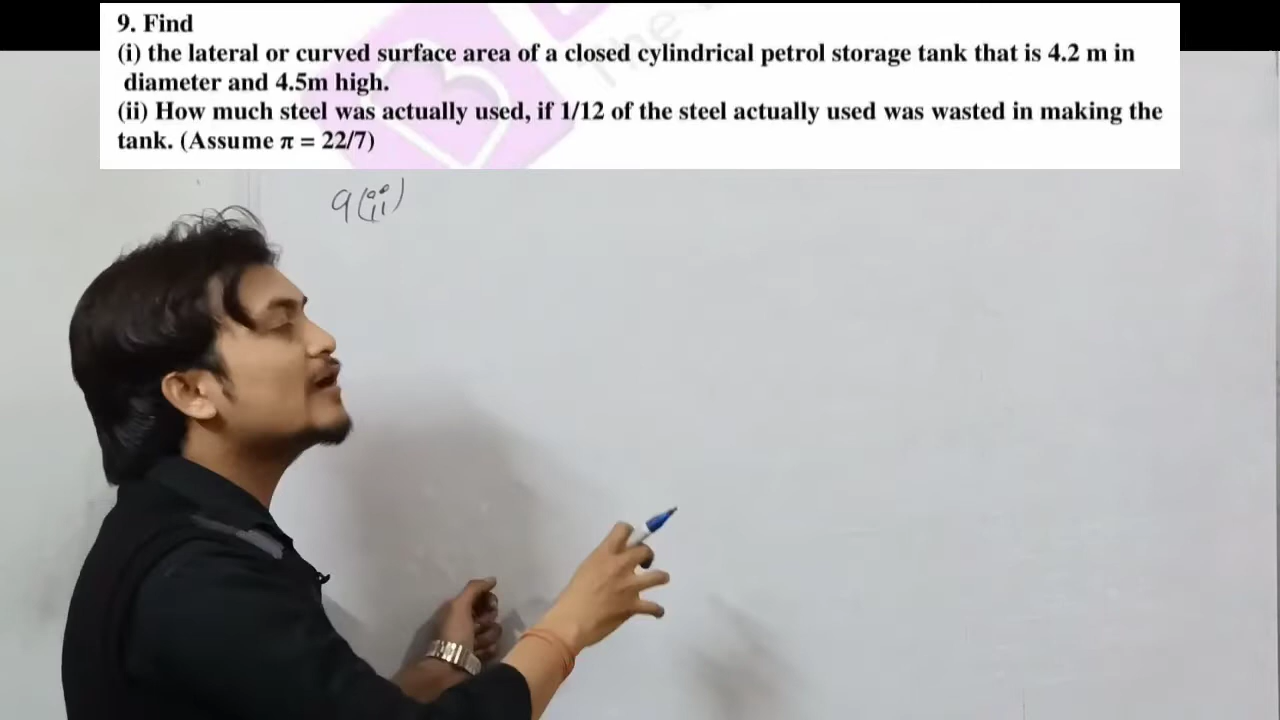 9. Find
(i) the lateral or curved surface area of a closed cylindrical petrol storage tank that is 4.2 m in
diameter and 4.5m high.
(ii) How much steel was actually used, if 1/12 of the steel actually used was wasted in making the
tank. (Assume π = 22/7)
9(ii)